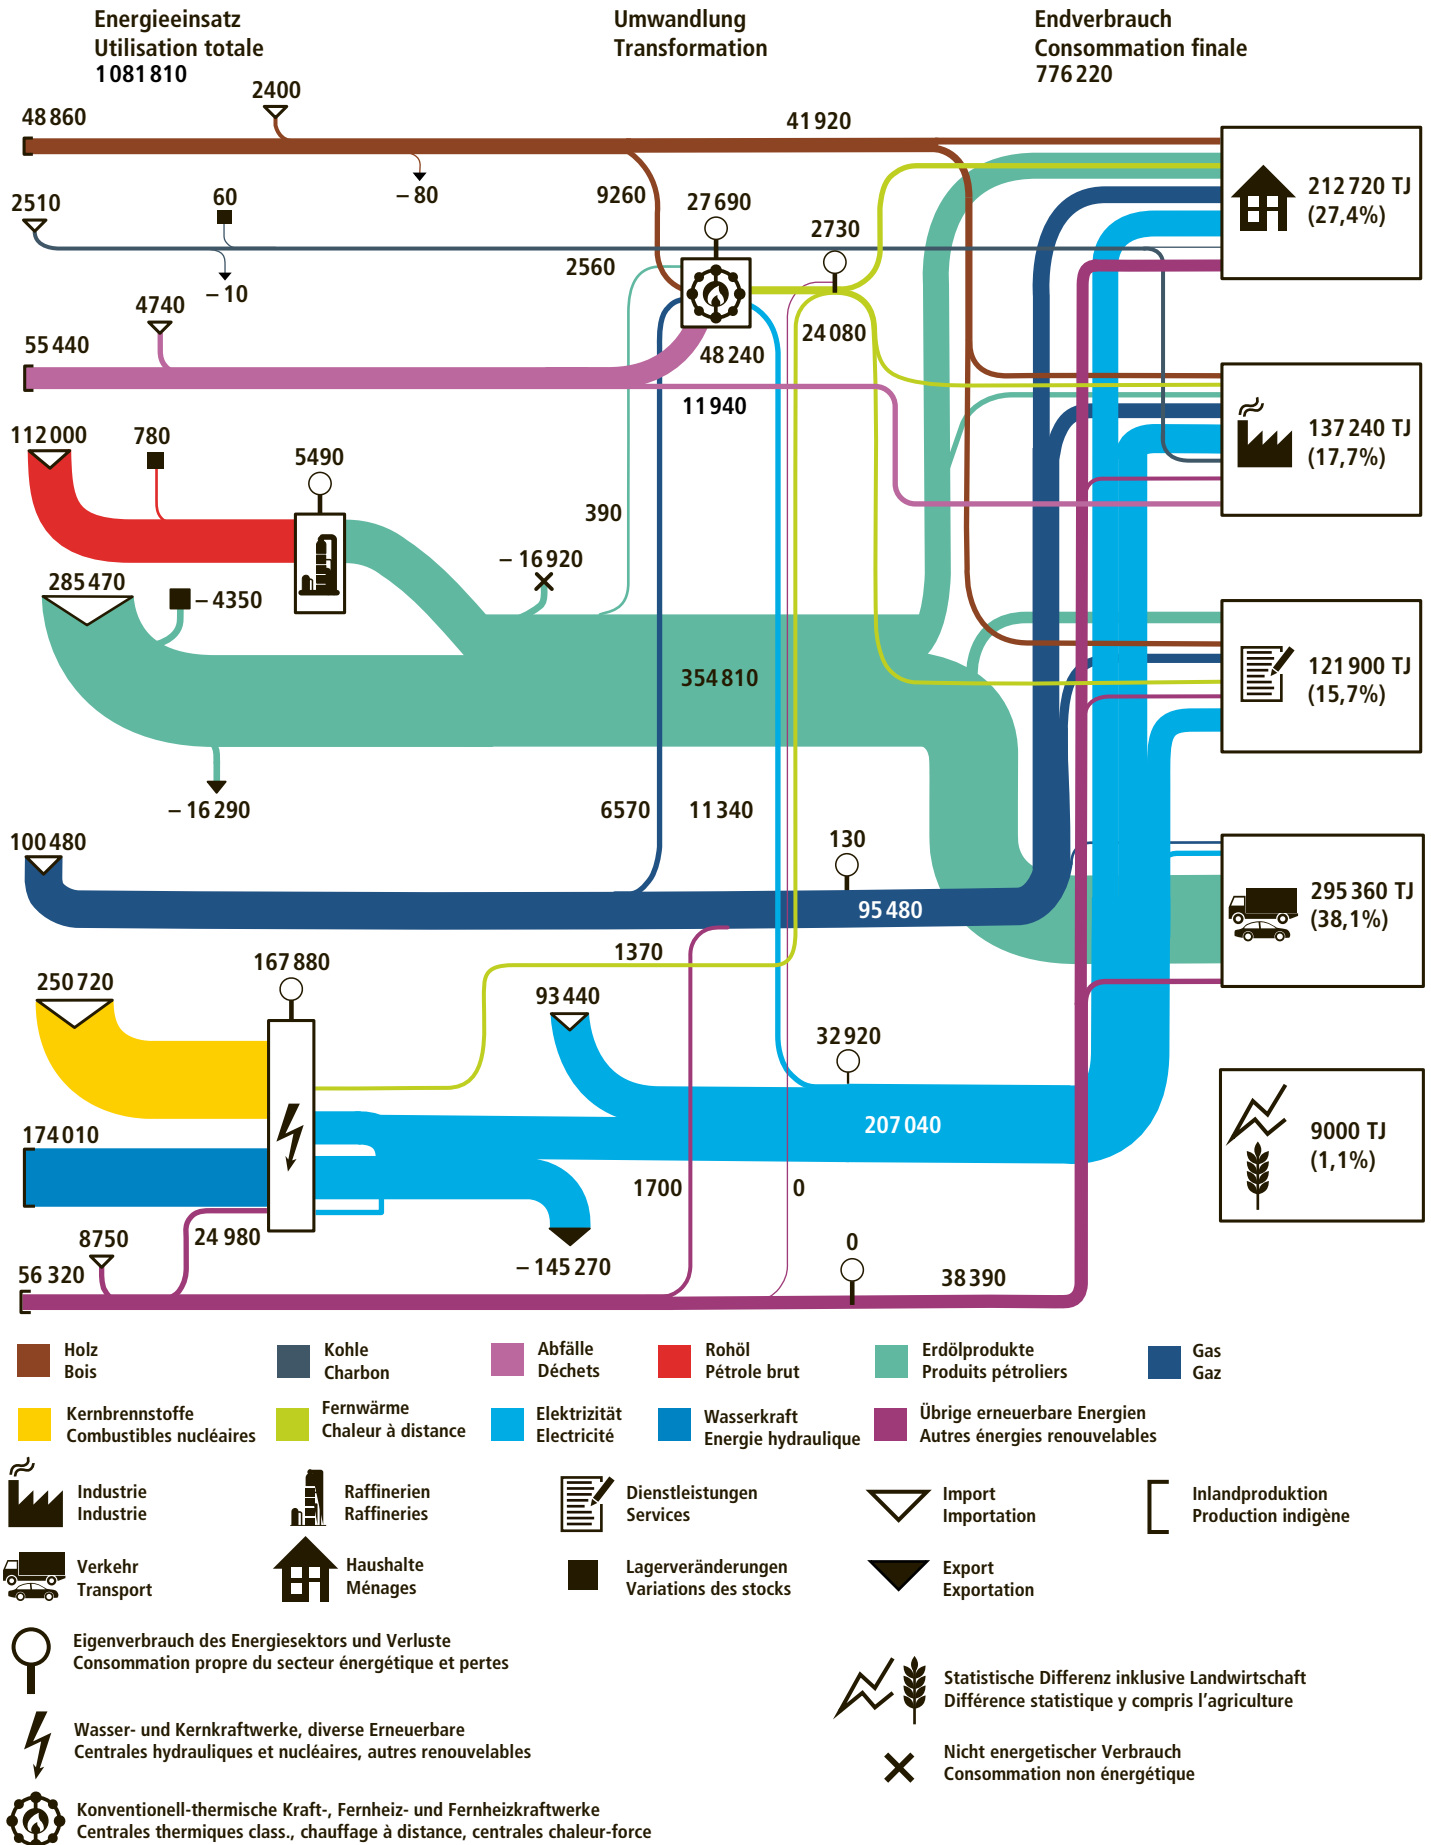 Energieeinsatz
Utilisation totale
1 081 810
Umwandlung
Transformation
Endverbrauch
Consommation finale
776 220
48 860
2400
– 80
41 920
9260
2510
60
– 10
27 690
2730
2560
4740
55 440
24 080
48 240
11 940
212 720 TJ
(27,4%)
137 240 TJ
(17,7%)
112 000
780
5490
390
– 16 920
285 470
– 4350
354 810
– 16 290
121 900 TJ
(15,7%)
6570
11 340
100 480
130
95 480
295 360 TJ
(38,1%)
1370
250 720
167 880
93 440
32 920
207 040
174 010
9000 TJ
(1,1%)
1700
0
24 980
8750
56 320
– 145 270
0
38 390
Holz
Bois
Kohle
Charbon
Abfälle
Déchets
Rohöl
Pétrole brut
Erdölprodukte
Produits pétroliers
Gas
Gaz
Kernbrennstoffe
Combustibles nucléaires
Fernwärme
Chaleur à distance
Elektrizität
Electricité
Wasserkraft
Energie hydraulique
Übrige erneuerbare Energien
Autres énergies renouvelables
Industrie
Industrie
Raffinerien
Raffineries
Dienstleistungen
Services
Import
Importation
Inlandproduktion
Production indigène
Verkehr
Transport
Haushalte
Ménages
Lagerveränderungen
Variations des stocks
Export
Exportation
Eigenverbrauch des Energiesektors und Verluste
Consommation propre du secteur énergétique et pertes
Statistische Differenz inklusive Landwirtschaft
Différence statistique y compris l’agriculture
Wasser- und Kernkraftwerke, diverse Erneuerbare
Centrales hydrauliques et nucléaires, autres renouvelables
Nicht energetischer Verbrauch
Consommation non énergétique
Konventionell-thermische Kraft-, Fernheiz- und Fernheizkraftwerke
Centrales thermiques class., chauffage à distance, centrales chaleur-force